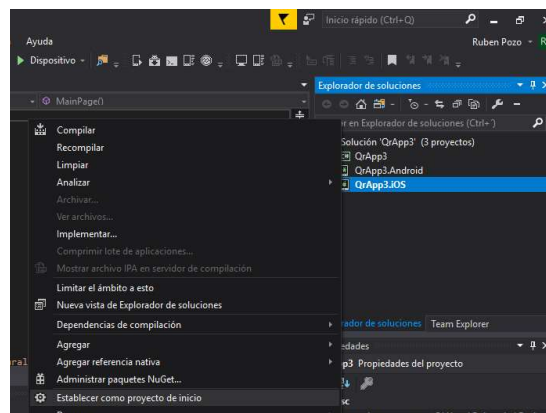 Inicio rápido (Ctrl+Q)
Ayuda
Ruben Pozo
Dispositivo
Explorador de soluciones
MainPage()
er en Explorador de soluciones (Ctrl+´)
Solución 'QrApp3' (3 proyectos)
QrApp3
QrApp3.Android
QrApp3.iOS
Compilar
Recompilar
Limpiar
Analizar
Archivar...
Ver archivos...
Implementar...
Comprimir lote de aplicaciones...
Mostrar archivo IPA en servidor de compilación
Limitar el ámbito a esto
Nueva vista de Explorador de soluciones
Dependencias de compilación
rador de soluciones Team Explorer
Agregar
edades
Agregar referencia nativa
p3 Propiedades del proyecto
Administrar paquetes NuGet...
Establecer como proyecto de inicio